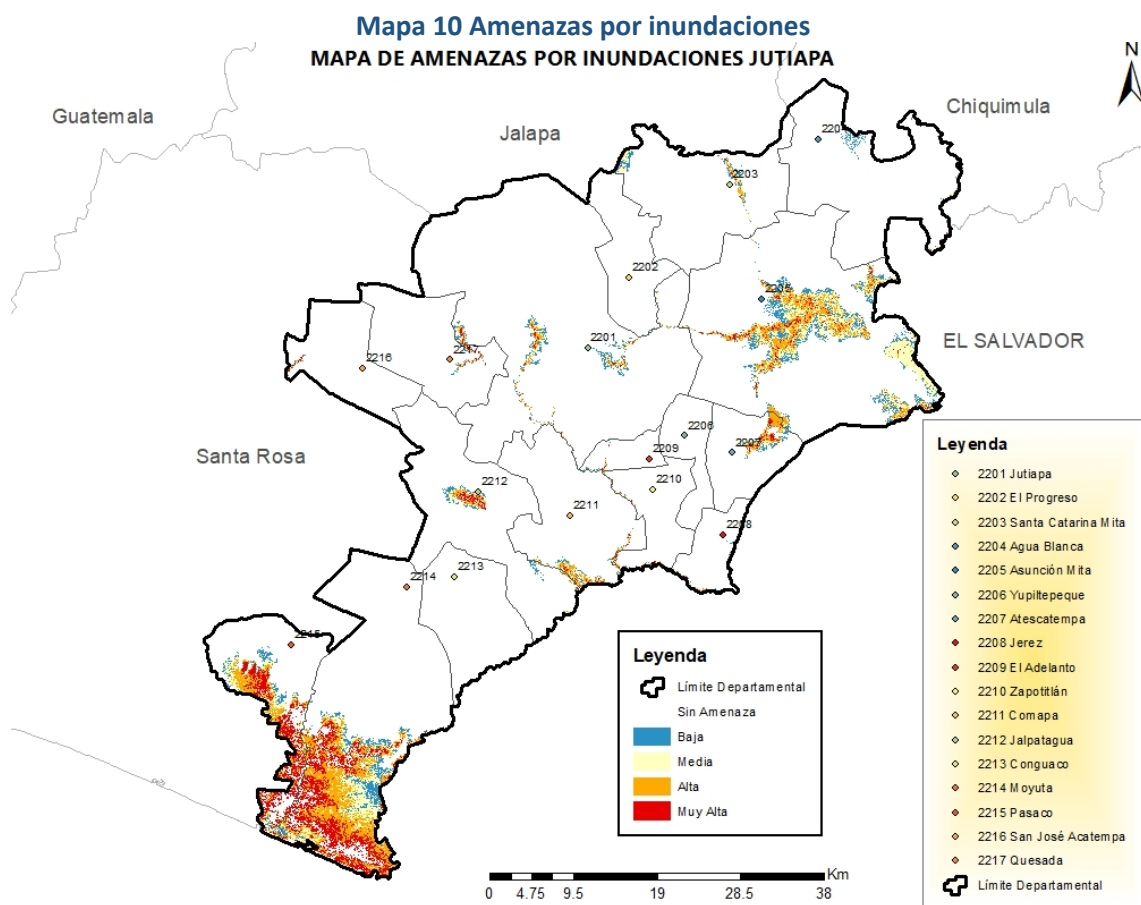 Mapa 10 Amenazas por inundaciones
MAPA DE AMENAZAS POR INUNDACIONES JUTIAPA
N
Guatemala
Jalapa
Chiquimula
2203
2202
2205
2201
EL SALVADOR
2216
2206
2207
2209
Santa Rosa
2210
2212
2211
2208
2213
2214
2215
Leyenda
Límite Departamental
Sin Amenaza
Baja
Media
Alta
Muy Alta
Km
0 4.75 9.5 19 28.5 38
Leyenda
2201 Jutiapa
2202 El Progreso
2203 Santa Catarina Mita
2204 Agua Blanca
2205 Asunción Mita
2206 Yupiltepeque
2207 Atescatempa
2208 Jerez
2209 El Adelanto
2210 Zapotitlán
2211 Comapa
2212 Jalpatagua
2213 Conguaco
2214 Moyuta
2215 Pasaco
2216 San José Acatempa
2217 Quesada
Límite Departamental